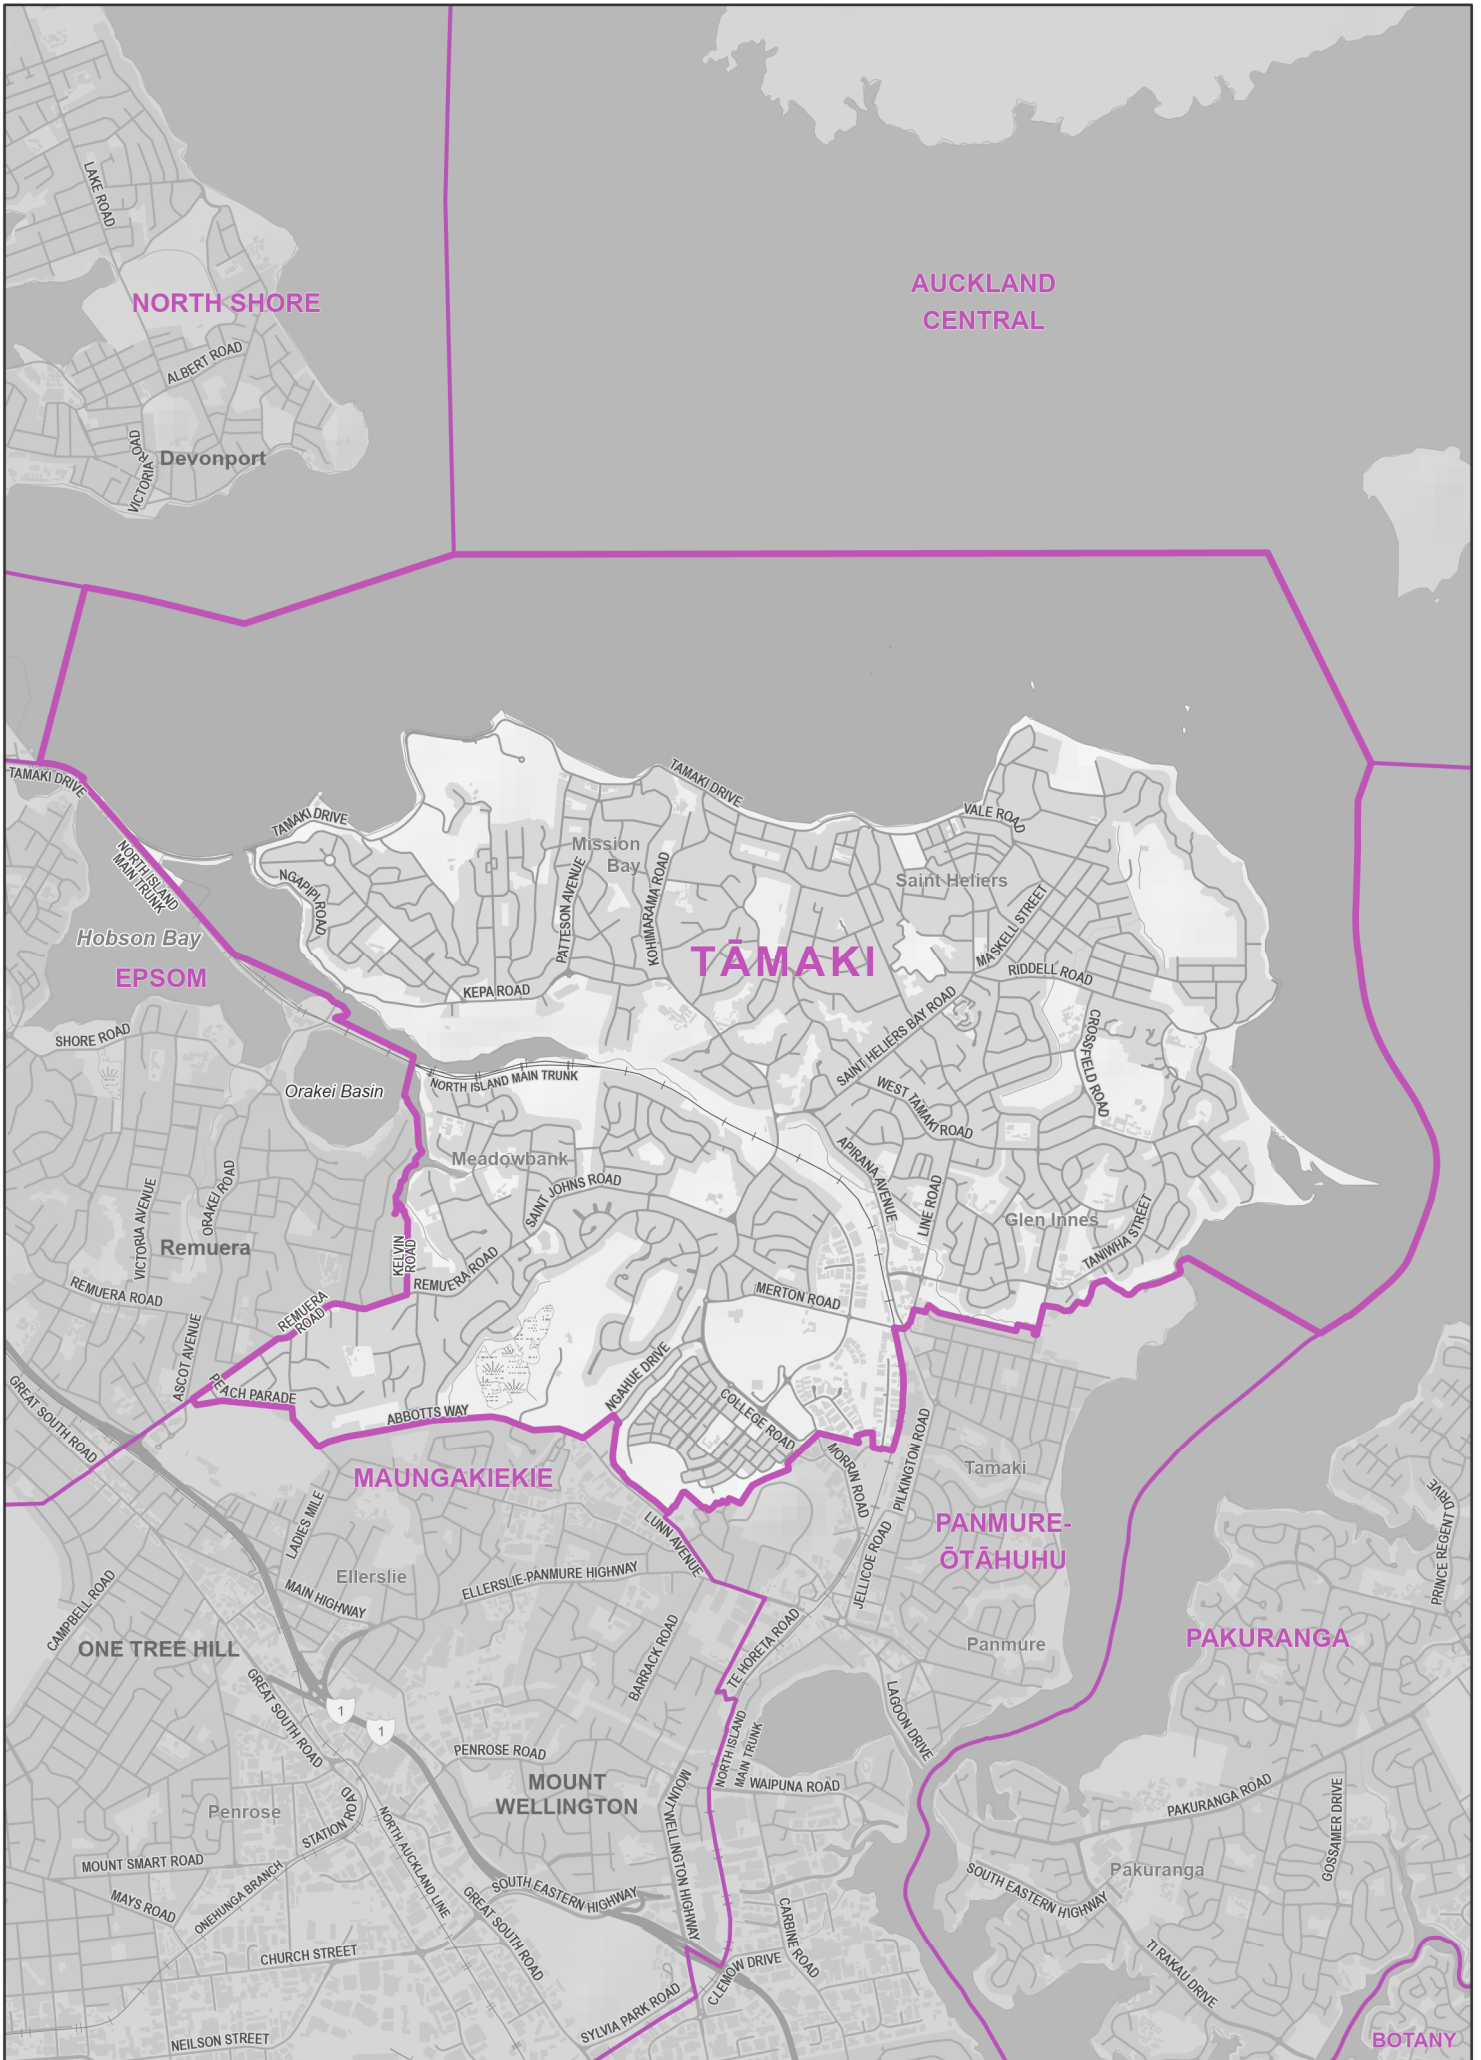 LAKE ROAD
NORTH SHORE
AUCKLAND
CENTRAL
ALBERT ROAD
VICTORIA
ROAD
Devonport
TAMAKI DRIVE
TAMAKI DRIVE
TAMAKI DRIVE
VALE ROAD
NORTH ISLAND
MAIN TRUNK
Mission
Bay
NGAPIPI ROAD
PATTESON AVENUE
KOHIMARAMA ROAD
Saint Heliers
MASKELL STREET
Hobson Bay
EPSOM
TĀMAKI
RIDDELL ROAD
KEPA ROAD
SHORE ROAD
SAINT HELIERS BAY ROAD
CROSSFIELD ROAD
Orakei Basin
NORTH ISLAND MAIN TRUNK
WEST TAMAKI ROAD
Meadowbank
APIRANA AVENUE
SAINT JOHNS ROAD
VICTORIA AVENUE
ORAKEI ROAD
Remuera
LINE ROAD
Glen Innes
TANIWHA STREET
KELVIN
ROAD
REMUERA ROAD
REMUERA ROAD
REMUERA
ROAD
MERTON ROAD
ASCOT AVENUE
PEACH PARADE
NGAHUE DRIVE
GREAT SOUTH ROAD
ABBOTTS WAY
COLLEGE ROAD
MAUNGAKIEKIE
MORRIN ROAD
PILKINGTON ROAD
Tamaki
PRINCE REGENT DRIVE
LADIES MILE
LUNN AVENUE
PANMURE-
ŌTĀHUHU
JELLICOE ROAD
Ellerslie
ELLERSLIE-PANMURE HIGHWAY
MAIN HIGHWAY
CAMPBELL ROAD
BARRACK ROAD
TE HORETA ROAD
ONE TREE HILL
Panmure
PAKURANGA
GREAT SOUTH ROAD
1
1
LAGOON DRIVE
PENROSE ROAD
NORTH ISLAND
MAIN TRUNK
MOUNT
WELLINGTON
MOUNT WELLINGTON HIGHWAY
WAIPUNA ROAD
PAKURANGA ROAD
GOSSAMER DRIVE
Penrose
STATION ROAD
NORTH AUCKLAND LINE
MOUNT SMART ROAD
Pakuranga
MAYS ROAD
ONEHUNGA BRANCH
GREAT SOUTH ROAD
SOUTH EASTERN HIGHWAY
SOUTH EASTERN HIGHWAY
CARBINE ROAD
CHURCH STREET
CLEMOW DRIVE
TI RAKAU DRIVE
SYLVIA PARK ROAD
NEILSON STREET
BOTANY